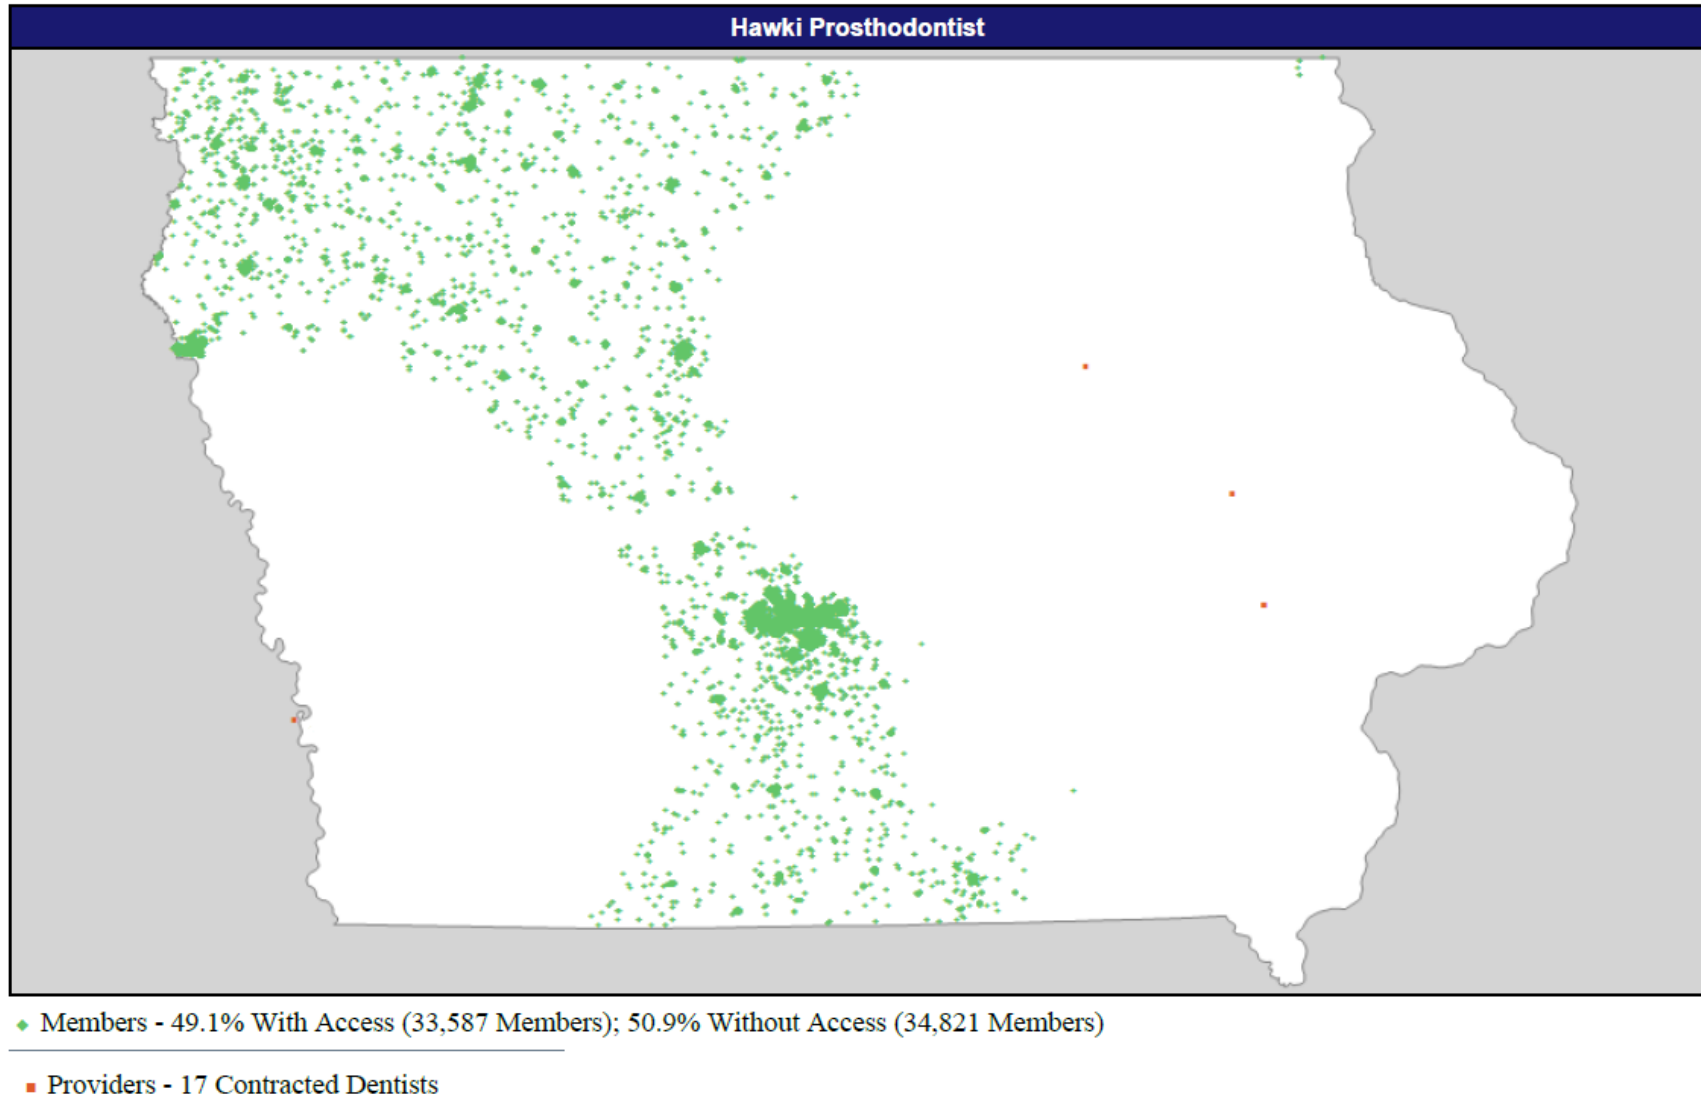 Hawki Prosthodontist
Members - 49.1% With Access (33,587 Members); 50.9% Without Access (34,821 Members)
Providers - 17 Contracted Dentists